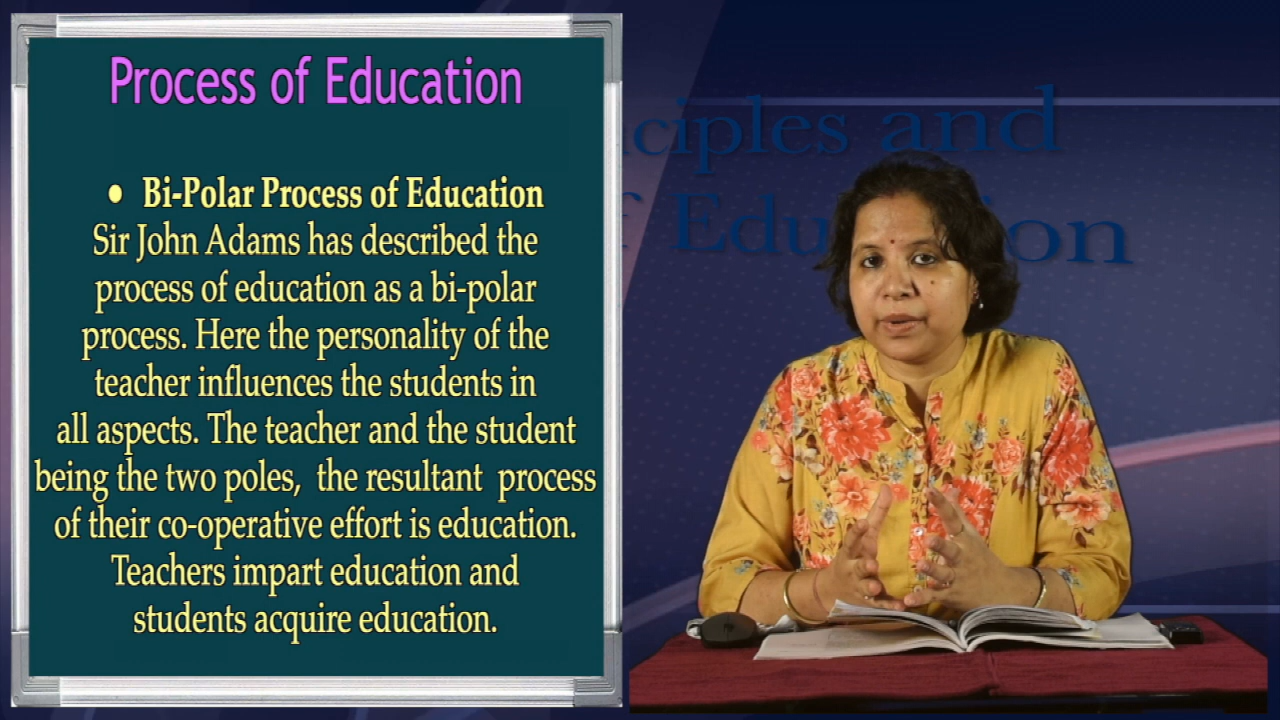 Process of Education
• Bi-Polar Process of Education
Sir John Adams has described the
process of education as a bi-polar
process. Here the personality of the
teacher influences the students in
all aspects. The teacher and the student
being the two poles, the resultant process
of their co-operative effort is education.
Teachers impart education and
students acquire education.
ciples and